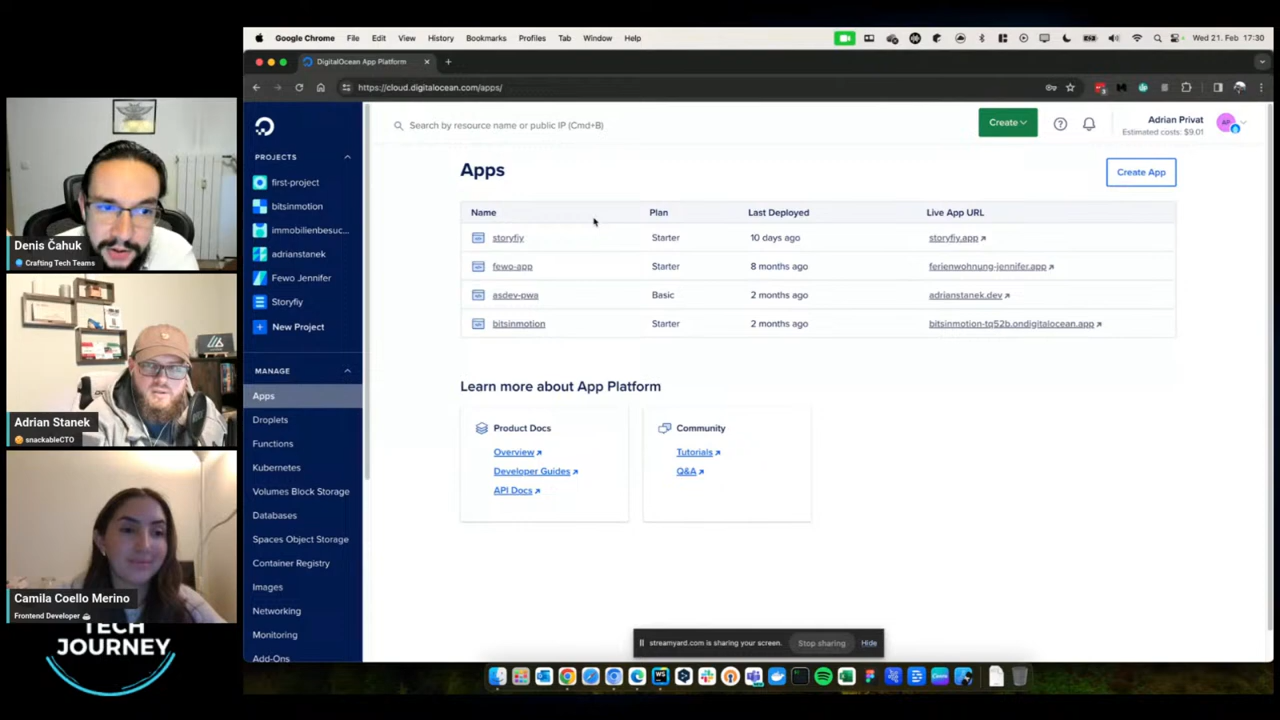 Google Chrome File Edit View History Bookmarks Profiles Tab Window Help
Wed 21. Feb 17:30
DigitalOcean App Platform
https://cloud.digitalocean.com/apps/
Search by resource name or public IP (Cmd+B)
Create
Adrian Privat
Estimated costs: $9.01
AP
PROJECTS
first-project
bitsinmotion
immobilienbesuc...
adrianstanek
Fewo Jennifer
Storyfiy
New Project
MANAGE
Apps
Droplets
Functions
Kubernetes
Volumes Block Storage
Databases
Spaces Object Storage
Container Registry
Images
Networking
Monitoring
Add-Ons
Apps
Create App
Name Plan Last Deployed Live App URL
storyfiy Starter 10 days ago storyfiy.app
fewo-app Starter 8 months ago ferienwohnung-jennifer.app
asdev-pwa Basic 2 months ago adrianstanek.dev
bitsinmotion Starter 2 months ago bitsinmotion-tq52b.ondigitalocean.app
Learn more about App Platform
Product Docs
Overview
Developer Guides
API Docs
Community
Tutorials
Q&A
streamyard.com is sharing your screen. Stop sharing Hide
Denis Čahuk
Crafting Tech Teams
Adrian Stanek
snackableCTO
Camila Coello Merino
Frontend Developer
TECH
JOURNEY